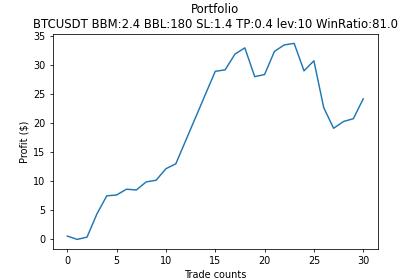 Portfolio
BTCUSDT BBM:2.4 BBL:180 SL:1.4 TP:0.4 lev:10 WinRatio:81.0
35
30
25
20
15
10
5
0
Profit ($)
0 5 10 15 20 25 30
Trade counts